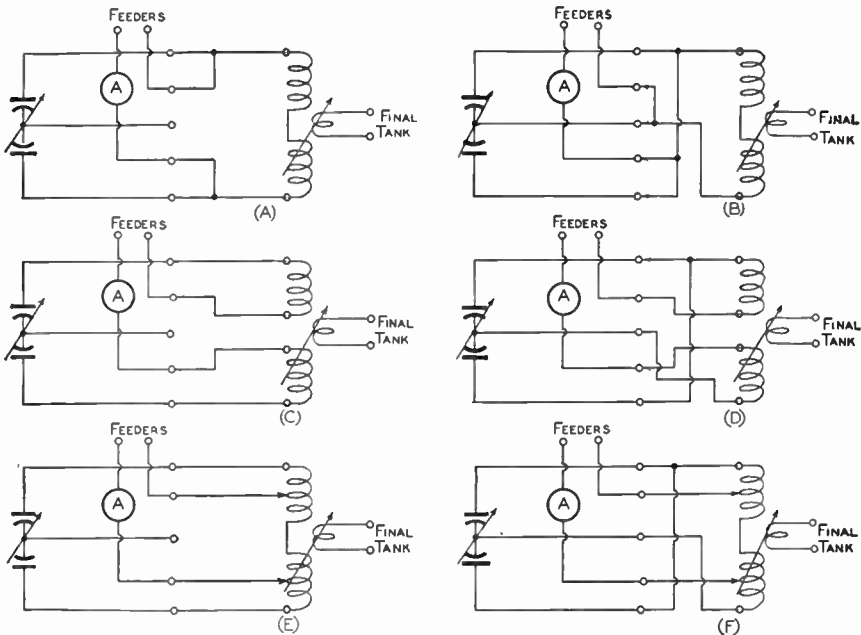 FEEDERS
A
FINAL
TANK
(A)
FEEDERS
A
FINAL
TANK
(B)
FEEDERS
A
FINAL
TANK
(C)
FEEDERS
A
FINAL
TANK
(D)
FEEDERS
A
FINAL
TANK
(E)
FEEDERS
A
FINAL
TANK
(F)